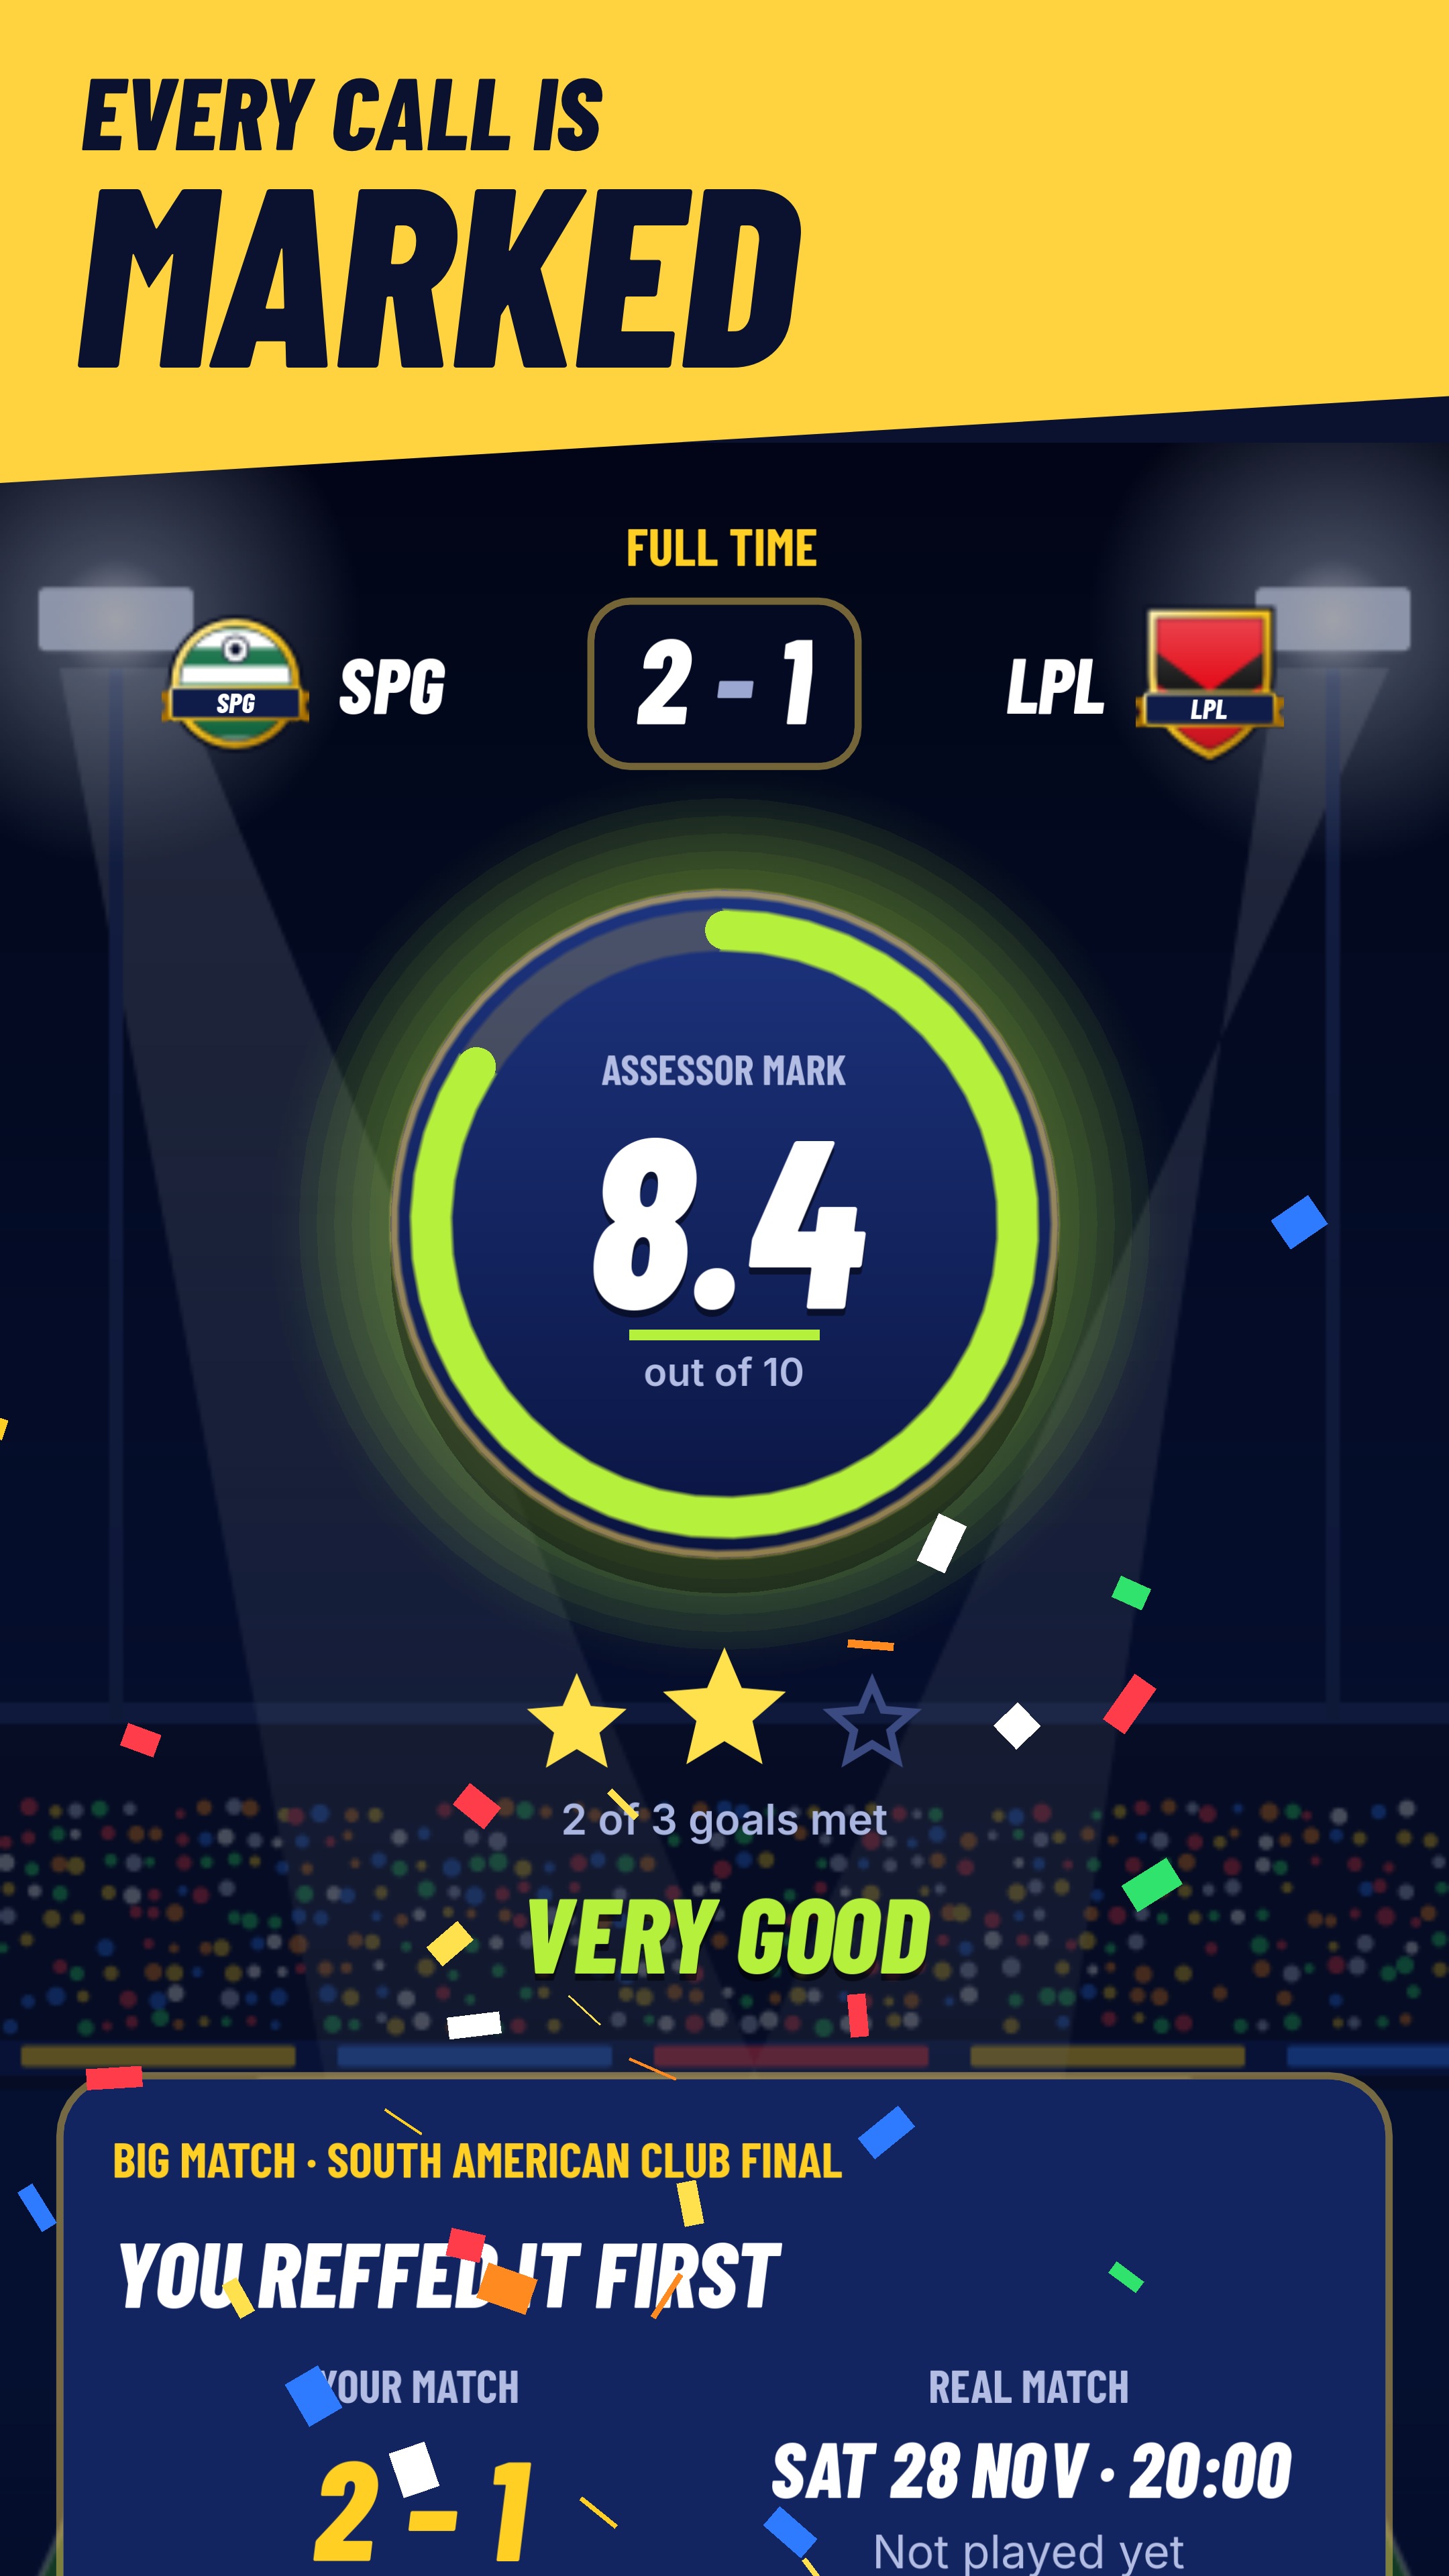 EVERY CALL IS
MARKED
FULL TIME
SPG
SPG
2 - 1
LPL
LPL
ASSESSOR MARK
8.4
out of 10
2 of 3 goals met
VERY GOOD
BIG MATCH · SOUTH AMERICAN CLUB FINAL
YOU REFFED IT FIRST
YOUR MATCH
2 - 1
REAL MATCH
SAT 28 NOV · 20:00
Not played yet